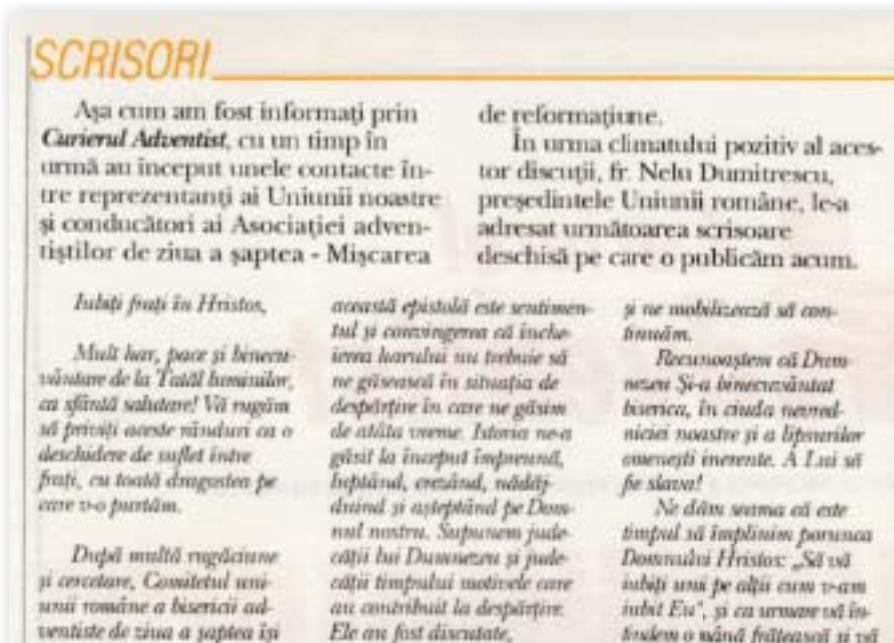 SCRISORI
Așa cum am fost informați prin
Curierul Adventist, cu un timp în
urmă au început unele contacte în-
tre reprezentanți ai Uniunii noastre
și conducători ai Asociației adven-
tiștilor de ziua a șaptea - Mișcarea
de reformațiune.
În urma climatului pozitiv al aces-
tor discuții, fr. Nelu Dumitrescu,
președintele Uniunii române, le-a
adresat următoarea scrisoare
deschisă pe care o publicăm acum.
Iubiți frați în Hristos,
Mult har, pace și binecu-
vântare de la Tatăl luminilor,
ca sfântă salutare! Vă rugăm
să priviți aceste rânduri ca o
deschidere de suflet între
frați, cu toată dragostea pe
care v-o purtăm.
După multă rugăciune
și cercetare, Comitetul uni-
unii române a bisericii ad-
ventiste de ziua a șaptea își
această epistolă este sentimen-
tul și convingerea că înche-
ierea harului nu trebuie să
ne găsească în situația de
despărțire în care ne găsim
de atâta vreme. Istoria ne-a
găsit la început împreună,
luptând, crezând, nădăj-
duind și așteptând pe Dom-
nul nostru. Supunem jude-
cății lui Dumnezeu și jude-
cății timpului motivele care
au contribuit la despărțire.
Ele au fost discutate,
și ne mobilizează să con-
tinuăm.
Recunoaștem că Dum-
nezeu Și-a binecuvântat
biserica, în ciuda nevred-
niciei noastre și a lipsurilor
omenești inerente. A Lui să
fie slava!
Ne dăm seama că este
timpul să împlinim porunca
Domnului Hristos: „Să vă
iubiți unii pe alții cum v-am
iubit Eu", și ca urmare vă în-
tindem o mână frățească și vă